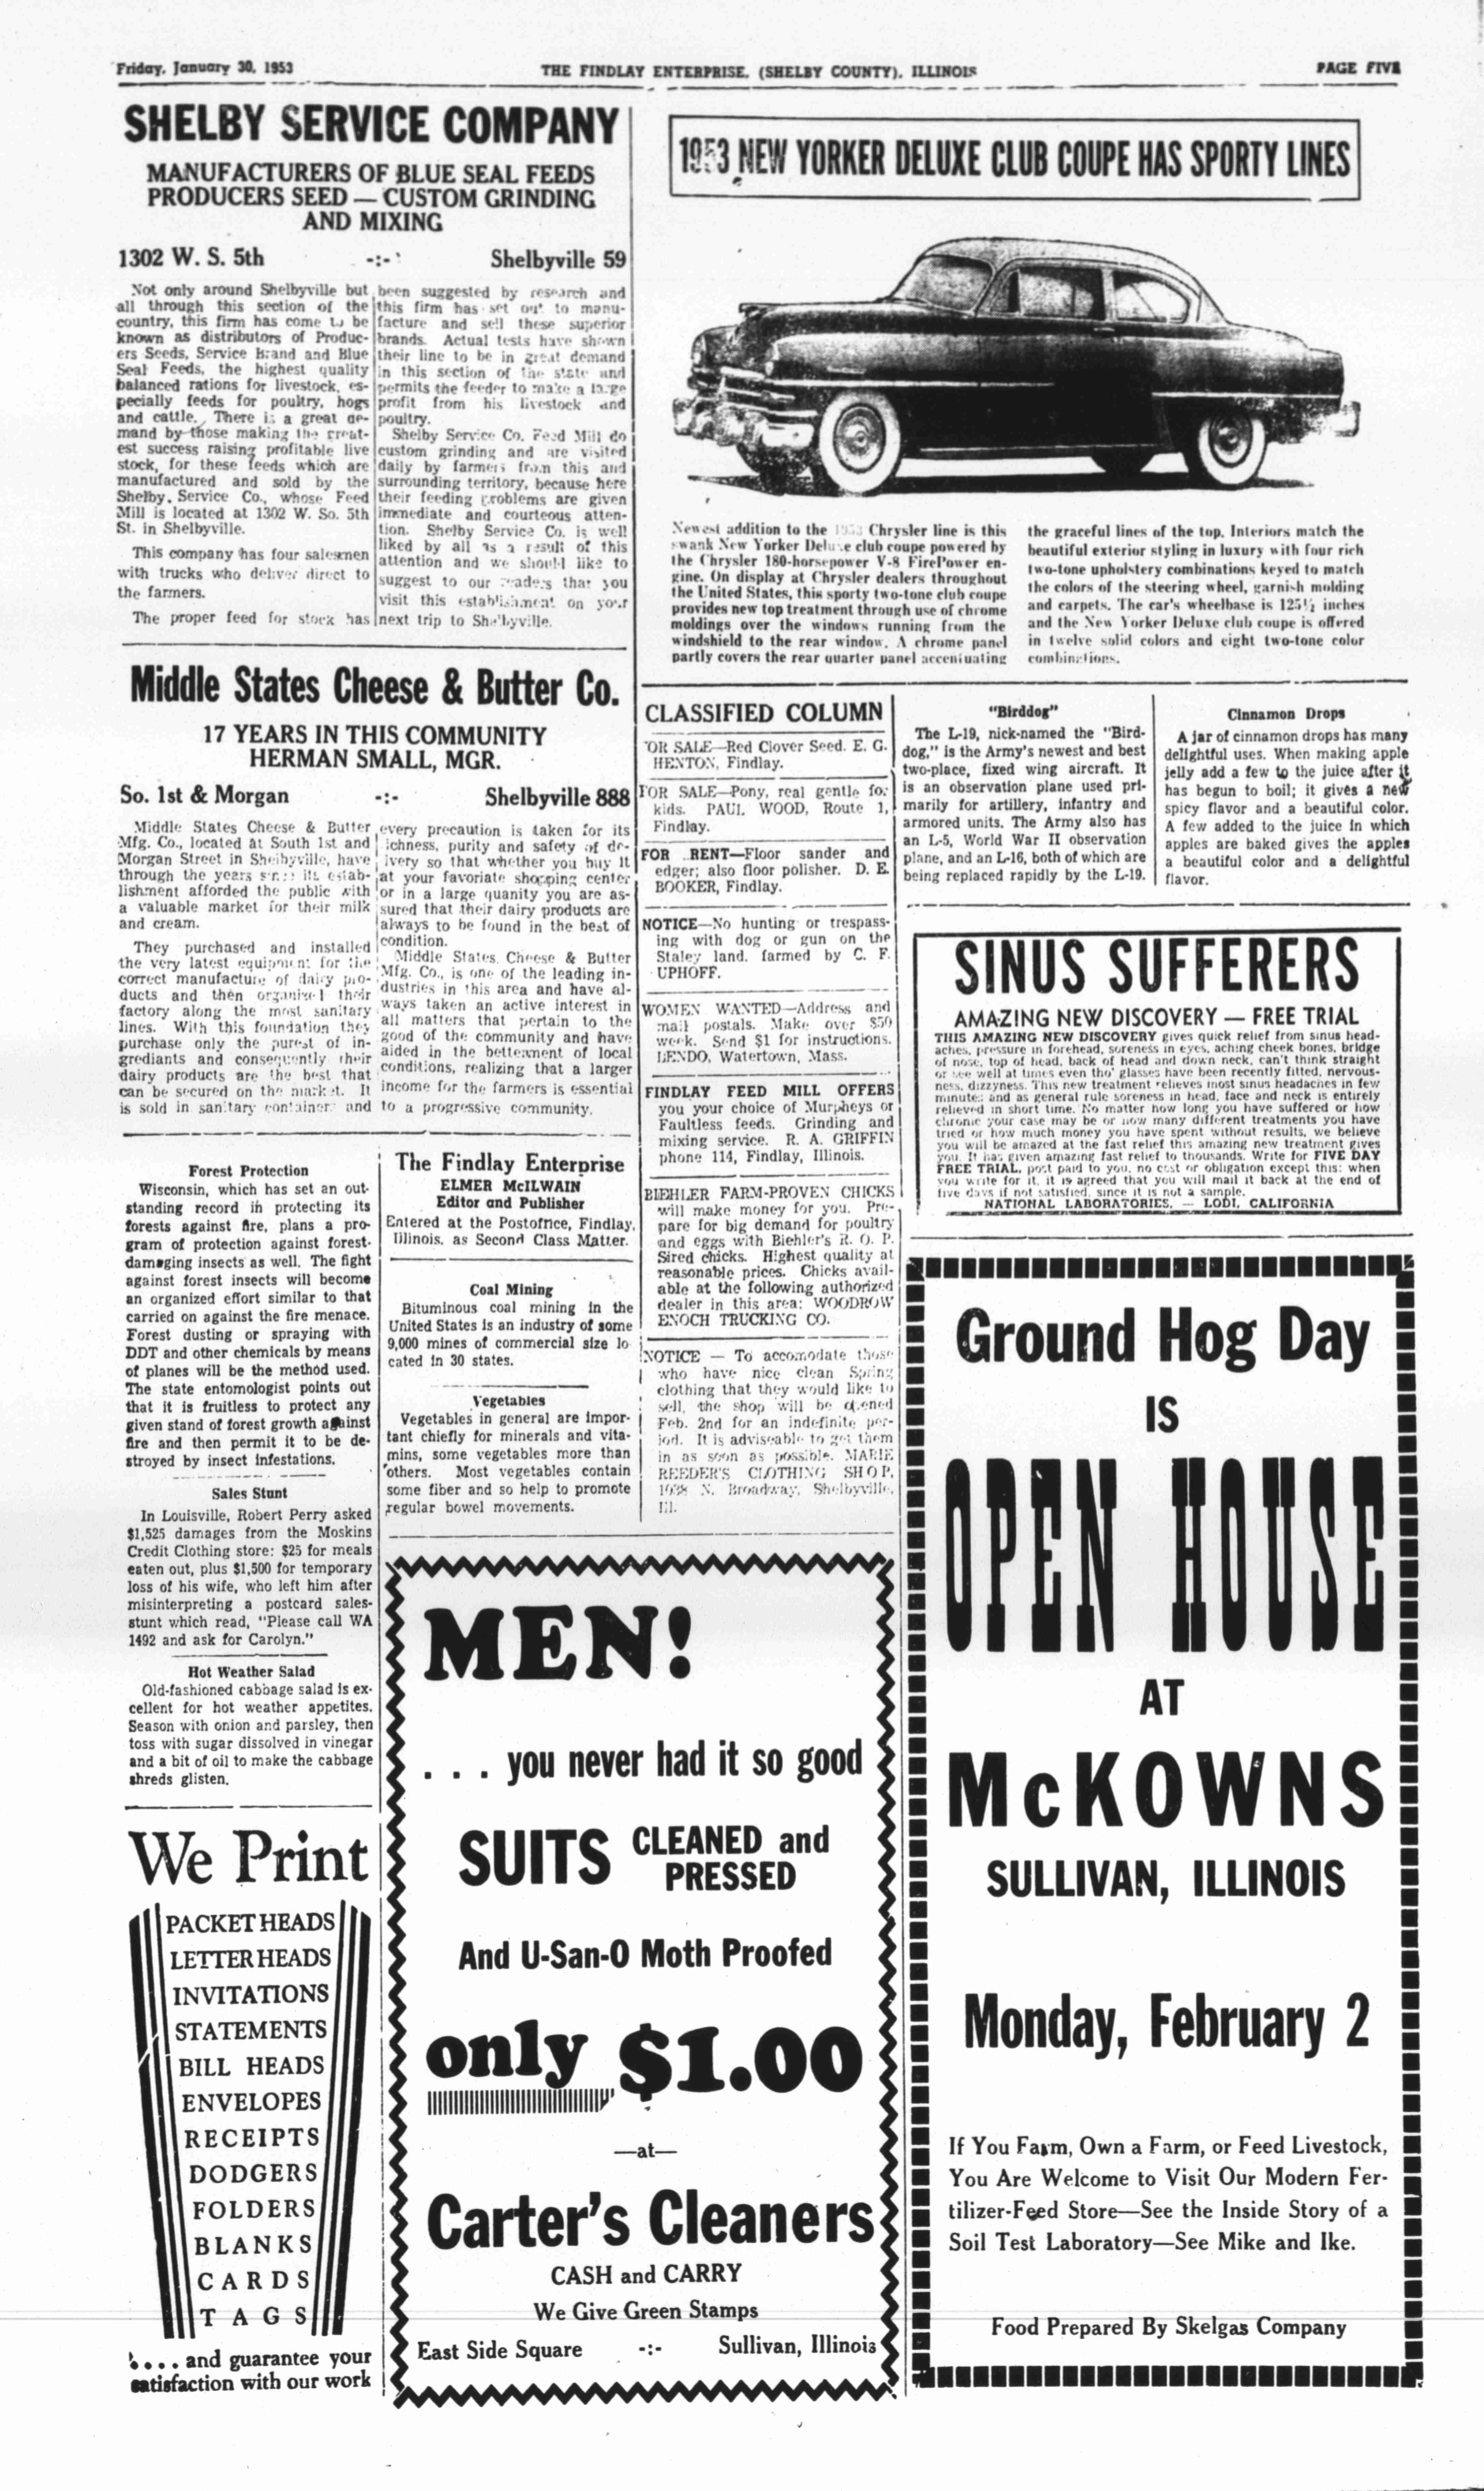 Friday, January 30, 1953
THE FINDLAY ENTERPRISE, (SHELBY COUNTY), ILLINOIS
PAGE FIVE
SHELBY SERVICE COMPANY
MANUFACTURERS OF BLUE SEAL FEEDS
PRODUCERS SEED — CUSTOM GRINDING
AND MIXING
1302 W. S. 5th -:- Shelbyville 59
Not only around Shelbyville but
all through this section of the
country, this firm has come to be
known as distributors of Produc-
ers Seeds, Service Brand and Blue
Seal Feeds, the highest quality
balanced rations for livestock, es-
pecially feeds for poultry, hogs
and cattle. There is a great de-
mand by those making the great-
est success raising profitable live
stock, for these feeds which are
manufactured and sold by the
Shelby Service Co., whose Feed
Mill is located at 1302 W. So. 5th
St. in Shelbyville.
This company has four salesmen
with trucks who deliver direct to
the farmers.
The proper feed for stock has
been suggested by research and
this firm has set out to manu-
facture and sell these superior
brands. Actual tests have shown
their line to be in great demand
in this section of the state and
permits the feeder to make a large
profit from his livestock and
poultry.
Shelby Service Co. Feed Mill do
custom grinding and are visited
daily by farmers from this and
surrounding territory, because here
their feeding problems are given
immediate and courteous atten-
tion. Shelby Service Co. is well
liked by all as a result of this
attention and we should like to
suggest to our readers that you
visit this establishment on your
next trip to Shelbyville.
Middle States Cheese & Butter Co.
17 YEARS IN THIS COMMUNITY
HERMAN SMALL, MGR.
So. 1st & Morgan -:- Shelbyville 888
Middle States Cheese & Butter
Mfg. Co., located at South 1st and
Morgan Street in Shelbyville, have
through the years since its estab-
lishment afforded the public with
a valuable market for their milk
and cream.
They purchased and installed
the very latest equipment for the
correct manufacture of dairy pro-
ducts and then organized their
factory along the most sanitary
lines. With this foundation they
purchase only the purest of in-
grediants and consequently their
dairy products are the best that
can be secured on the market. It
is sold in sanitary containers and
every precaution is taken for its
ichness, purity and safety of de-
ivery so that whether you buy it
at your favoriate shopping center
or in a large quanity you are as-
sured that their dairy products are
always to be found in the best of
condition.
Middle States Cheese & Butter
Mfg. Co., is one of the leading in-
dustries in this area and have al-
ways taken an active interest in
all matters that pertain to the
good of the community and have
aided in the betterment of local
conditions, realizing that a larger
income for the farmers is essential
to a progressive community.
Forest Protection
Wisconsin, which has set an out-
standing record in protecting its
forests against fire, plans a pro-
gram of protection against forest-
damaging insects as well. The fight
against forest insects will become
an organized effort similar to that
carried on against the fire menace.
Forest dusting or spraying with
DDT and other chemicals by means
of planes will be the method used.
The state entomologist points out
that it is fruitless to protect any
given stand of forest growth against
fire and then permit it to be de-
stroyed by insect infestations.
Sales Stunt
In Louisville, Robert Perry asked
$1,525 damages from the Moskins
Credit Clothing store: $25 for meals
eaten out, plus $1,500 for temporary
loss of his wife, who left him after
misinterpreting a postcard sales-
stunt which read, "Please call WA
1492 and ask for Carolyn."
Hot Weather Salad
Old-fashioned cabbage salad is ex-
cellent for hot weather appetites.
Season with onion and parsley, then
toss with sugar dissolved in vinegar
and a bit of oil to make the cabbage
shreds glisten.
We Print
PACKET HEADS
LETTER HEADS
INVITATIONS
STATEMENTS
BILL HEADS
ENVELOPES
RECEIPTS
DODGERS
FOLDERS
BLANKS
CARDS
TAGS
. . . . and guarantee your
satisfaction with our work
The Findlay Enterprise
ELMER McILWAIN
Editor and Publisher
Entered at the Postoffice, Findlay,
Illinois, as Second Class Matter.
Coal Mining
Bituminous coal mining in the
United States is an industry of some
9,000 mines of commercial size lo
cated in 30 states.
Vegetables
Vegetables in general are impor-
tant chiefly for minerals and vita-
mins, some vegetables more than
others. Most vegetables contain
some fiber and so help to promote
regular bowel movements.
1953 NEW YORKER DELUXE CLUB COUPE HAS SPORTY LINES
Newest addition to the 1953 Chrysler line is this
swank New Yorker Deluxe club coupe powered by
the Chrysler 180-horsepower V-8 FirePower en-
gine. On display at Chrysler dealers throughout
the United States, this sporty two-tone club coupe
provides new top treatment through use of chrome
moldings over the windows running from the
windshield to the rear window. A chrome panel
partly covers the rear quarter panel accentuating
the graceful lines of the top. Interiors match the
beautiful exterior styling in luxury with four rich
two-tone upholstery combinations keyed to match
the colors of the steering wheel, garnish molding
and carpets. The car's wheelbase is 125½ inches
and the New Yorker Deluxe club coupe is offered
in twelve solid colors and eight two-tone color
combinations.
CLASSIFIED COLUMN
FOR SALE—Red Clover Seed. E. G.
HENTON, Findlay.
FOR SALE—Pony, real gentle for
kids. PAUL WOOD, Route 1,
Findlay.
FOR RENT—Floor sander and
edger; also floor polisher. D. E.
BOOKER, Findlay.
NOTICE—No hunting or trespass-
ing with dog or gun on the
Staley land, farmed by C. F.
UPHOFF.
WOMEN WANTED—Address and
mail postals. Make over $50
week. Send $1 for instructions.
LENDO, Watertown, Mass.
FINDLAY FEED MILL OFFERS
you your choice of Murpheys or
Faultless feeds. Grinding and
mixing service. R. A. GRIFFIN
phone 114, Findlay, Illinois.
BIEHLER FARM-PROVEN CHICKS
will make money for you. Pre-
pare for big demand for poultry
and eggs with Biehler's R. O. P.
Sired chicks. Highest quality at
reasonable prices. Chicks avail-
able at the following authorized
dealer in this area: WOODROW
ENOCH TRUCKING CO.
NOTICE — To accomodate those
who have nice clean Spring
clothing that they would like to
sell, the shop will be opened
Feb. 2nd for an indefinite per-
iod. It is adviseable to get them
in as soon as possible. MARIE
REEDER'S CLOTHING SHOP,
1038 N. Broadway, Shelbyville,
Ill.
"Birddog"
The L-19, nick-named the "Bird-
dog," is the Army's newest and best
two-place, fixed wing aircraft. It
is an observation plane used pri-
marily for artillery, infantry and
armored units. The Army also has
an L-5, World War II observation
plane, and an L-16, both of which are
being replaced rapidly by the L-19.
Cinnamon Drops
A jar of cinnamon drops has many
delightful uses. When making apple
jelly add a few to the juice after it
has begun to boil; it gives a new
spicy flavor and a beautiful color.
A few added to the juice in which
apples are baked gives the apples
a beautiful color and a delightful
flavor.
SINUS SUFFERERS
AMAZING NEW DISCOVERY — FREE TRIAL
THIS AMAZING NEW DISCOVERY gives quick relief from sinus head-
aches, pressure in forehead, soreness in eyes, aching cheek bones, bridge
of nose, top of head, back of head and down neck, can't think straight
or see well at times even tho' glasses have been recently fitted, nervous-
ness, dizzyness. This new treatment relieves most sinus headaches in few
minutes and as general rule soreness in head, face and neck is entirely
relieved in short time. No matter how long you have suffered or how
chronic your case may be or how many different treatments you have
tried or how much money you have spent without results, we believe
you will be amazed at the fast relief this amazing new treatment gives
you. It has given amazing fast relief to thousands. Write for FIVE DAY
FREE TRIAL, post paid to you, no cost or obligation except this: when
you write for it, it is agreed that you will mail it back at the end of
five days if not satisfied, since it is not a sample.
NATIONAL LABORATORIES, — LODI, CALIFORNIA
MEN!
. . . you never had it so good
SUITS CLEANED and
PRESSED
And U-San-O Moth Proofed
only $1.00
—at—
Carter's Cleaners
CASH and CARRY
We Give Green Stamps
East Side Square -:- Sullivan, Illinois
Ground Hog Day
IS
OPEN HOUSE
AT
McKOWNS
SULLIVAN, ILLINOIS
Monday, February 2
If You Farm, Own a Farm, or Feed Livestock,
You Are Welcome to Visit Our Modern Fer-
tilizer-Feed Store—See the Inside Story of a
Soil Test Laboratory—See Mike and Ike.
Food Prepared By Skelgas Company